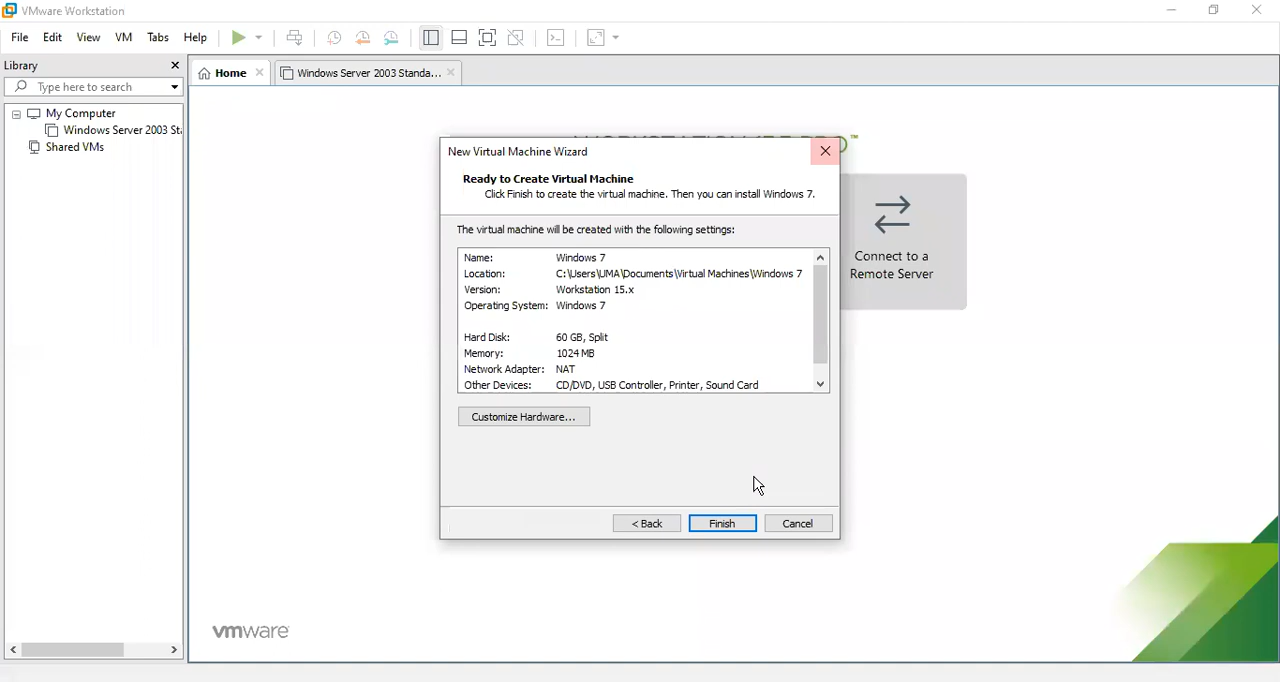 VMware Workstation
File Edit View VM Tabs Help
Library
Type here to search
My Computer
Windows Server 2003 Sta
Shared VMs
Home
Windows Server 2003 Standa...
New Virtual Machine Wizard
Ready to Create Virtual Machine
Click Finish to create the virtual machine. Then you can install Windows 7.
The virtual machine will be created with the following settings:
Name: Windows 7
Location: C:\Users\UMA\Documents\Virtual Machines\Windows 7
Version: Workstation 15.x
Operating System: Windows 7
Hard Disk: 60 GB, Split
Memory: 1024 MB
Network Adapter: NAT
Other Devices: CD/DVD, USB Controller, Printer, Sound Card
Customize Hardware...
< Back Finish Cancel
Connect to a
Remote Server
vmware